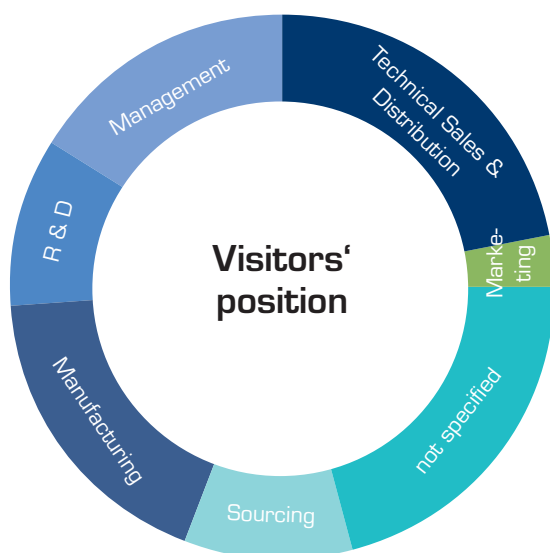 Visitors‘
position
Technical Sales &
Distribution
Marke-
ting
not specified
Sourcing
Manufacturing
R & D
Management